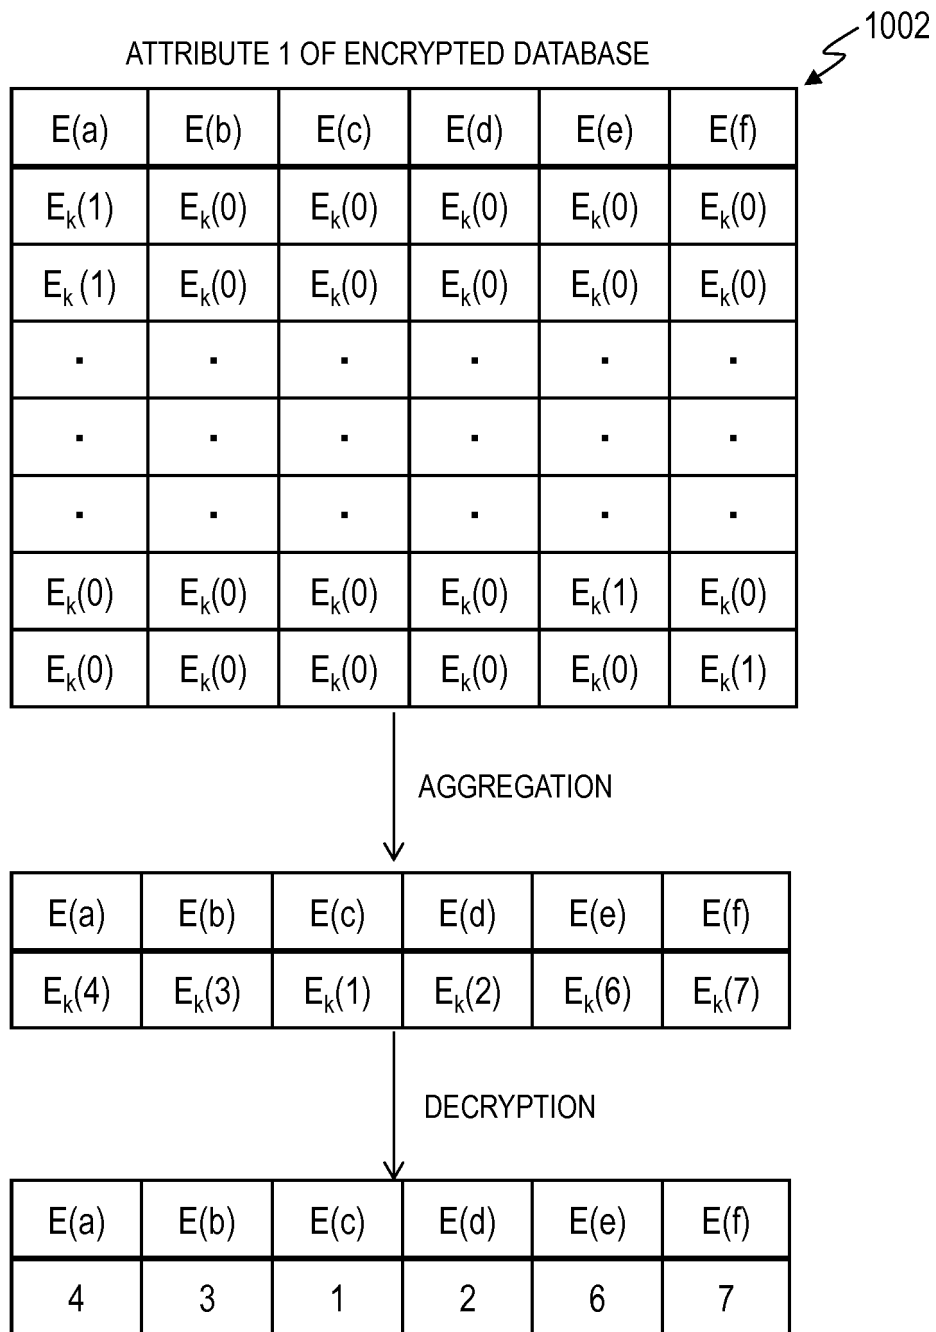 1002
ATTRIBUTE 1 OF ENCRYPTED DATABASE
E(a) E(b) E(c) E(d) E(e) E(f)
Eₖ(1) Eₖ(0) Eₖ(0) Eₖ(0) Eₖ(0) Eₖ(0)
Eₖ (1) Eₖ(0) Eₖ(0) Eₖ(0) Eₖ(0) Eₖ(0)
. . . . . .
. . . . . .
. . . . . .
Eₖ(0) Eₖ(0) Eₖ(0) Eₖ(0) Eₖ(1) Eₖ(0)
Eₖ(0) Eₖ(0) Eₖ(0) Eₖ(0) Eₖ(0) Eₖ(1)
AGGREGATION
E(a) E(b) E(c) E(d) E(e) E(f)
Eₖ(4) Eₖ(3) Eₖ(1) Eₖ(2) Eₖ(6) Eₖ(7)
DECRYPTION
E(a) E(b) E(c) E(d) E(e) E(f)
4 3 1 2 6 7